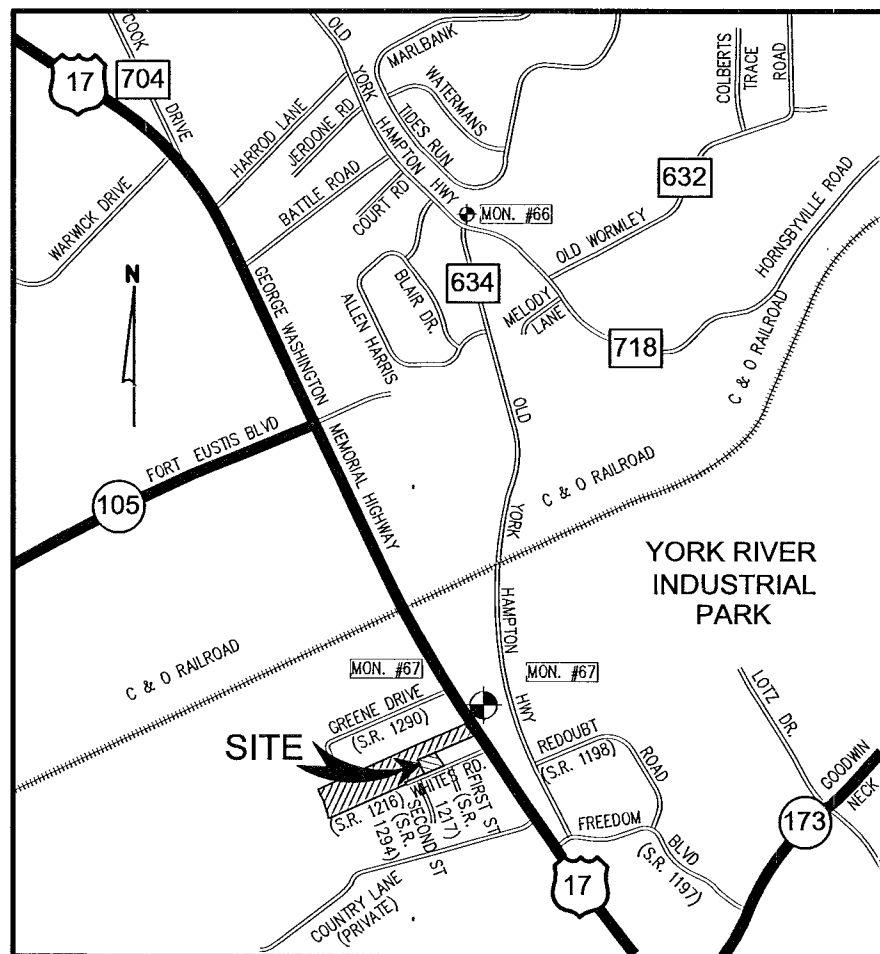 COOK
DRIVE
17
704
OLD
YORK
HAMPTON
HWY
MARLBANK
WATERMANS
TIDES RUN
HARROD LANE
JERDONE RD
BATTLE ROAD
COURT RD
WARWICK DRIVE
COLBERTS
TRACE
ROAD
632
MON. #66
OLD WORMLEY
HORNSBYVILLE ROAD
634
N
BLAIR DR.
ALLEN HARRIS
MELODY
LANE
718
GEORGE WASHINGTON
MEMORIAL HIGHWAY
C & O RAILROAD
FORT EUSTIS BLVD
105
OLD
YORK
HAMPTON
HWY
C & O RAILROAD
YORK RIVER
INDUSTRIAL
PARK
C & O RAILROAD
MON. #67
MON. #67
GREENE DRIVE
(S.R. 1290)
SITE
WHITES RD.
(S.R. 1216)
FIRST ST
(S.R.
1217)
SECOND ST
(S.R.
1294)
REDOUBT
ROAD
(S.R. 1198)
LOTZ DR.
GOODWIN
NECK
173
FREEDOM
BLVD
(S.R. 1197)
17
COUNTRY LANE
(PRIVATE)